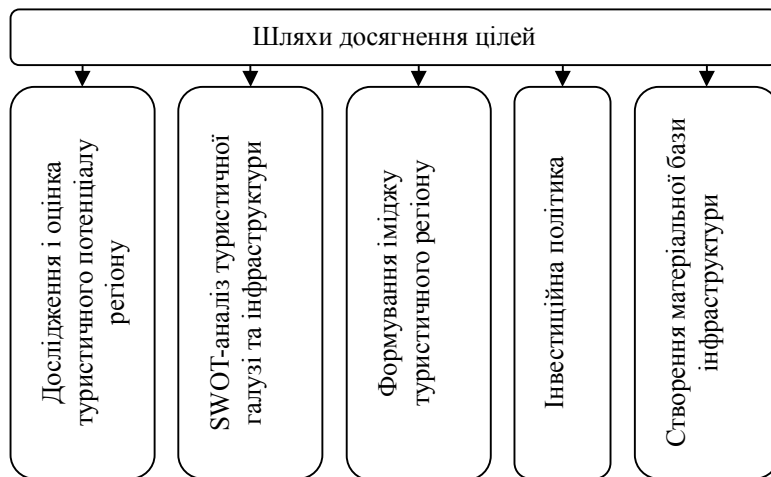 Шляхи досягнення цілей
Дослідження і оцінка
туристичного потенціалу
регіону
SWOT-аналіз туристичної
галузі та інфраструктури
Формування іміджу
туристичного регіону
Інвестиційна політика
Створення матеріальної бази
інфраструктури